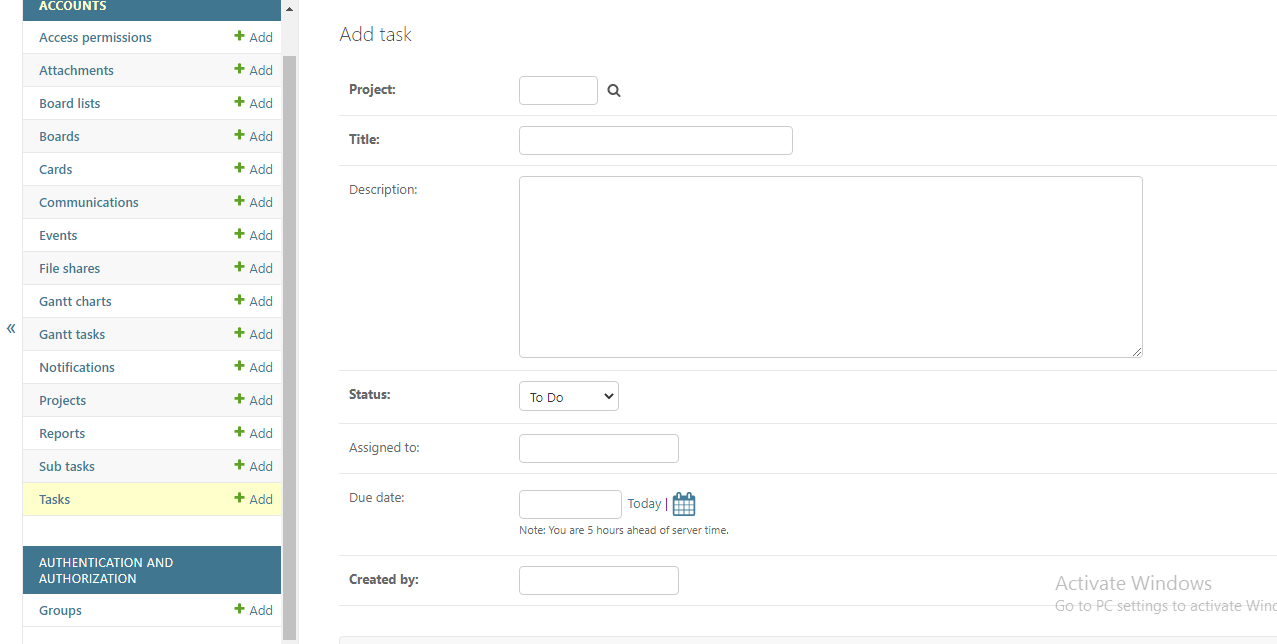 ACCOUNTS
Access permissions Add
Attachments Add
Board lists Add
Boards Add
Cards Add
Communications Add
Events Add
File shares Add
Gantt charts Add
Gantt tasks Add
Notifications Add
Projects Add
Reports Add
Sub tasks Add
Tasks Add
AUTHENTICATION AND
AUTHORIZATION
Groups Add
«
Add task
Project:
Title:
Description:
Status: To Do
Assigned to:
Due date: Today |
Note: You are 5 hours ahead of server time.
Created by:
Activate Windows
Go to PC settings to activate Wind